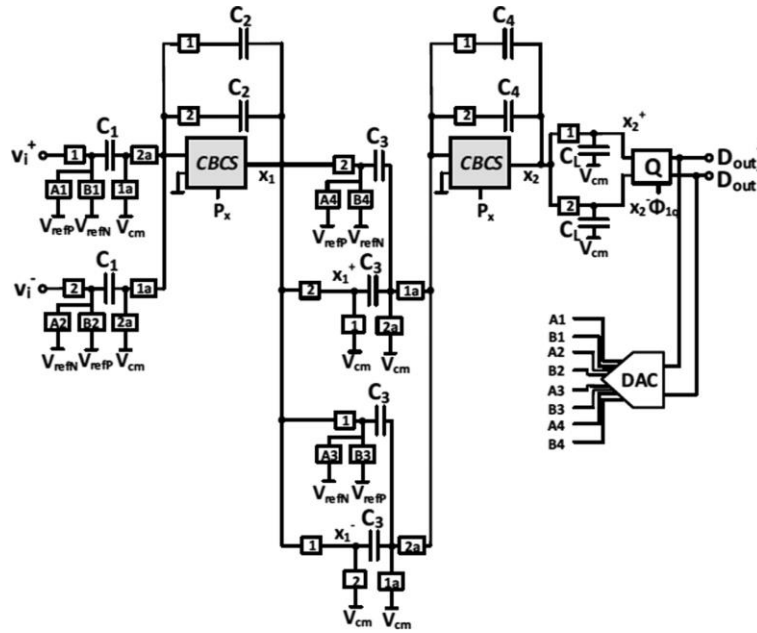 C2
C4
1
1
C2
C4
2
2
C1
C3
vi+
1
2a
CBCS
x1
2
CBCS
x2
1
x2+
CL
Vcm
Q
Dout
Dout
A1
B1
1a
Px
A4
B4
Px
2
x2-
Φ1q
VrefP
VrefN
Vcm
VrefP
VrefN
CL
Vcm
C1
C3
x1+
vi-
2
1a
2
1a
A2
B2
2a
1
2a
VrefN
VrefP
Vcm
Vcm
Vcm
A1
B1
A2
B2
A3
B3
A4
B4
DAC
C3
1
A3
B3
VrefN
VrefP
C3
1
x1-
2a
2
1a
Vcm
Vcm